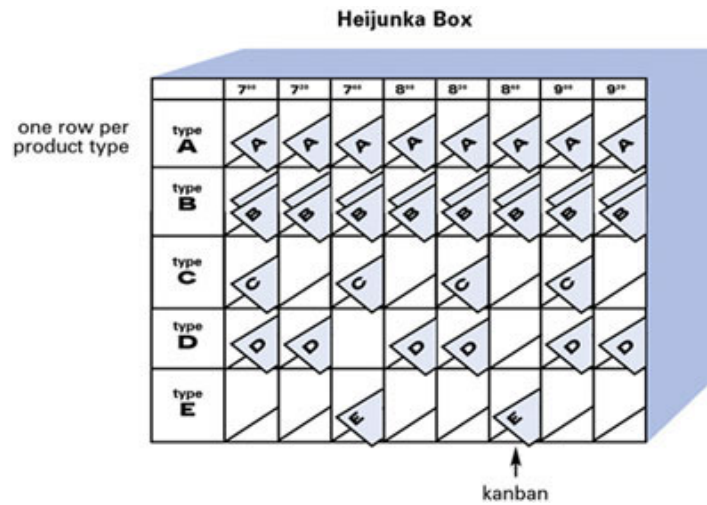 Heijunka Box
7⁰⁰ 7²⁰ 7⁴⁰ 8⁰⁰ 8²⁰ 8⁴⁰ 9⁰⁰ 9²⁰
one row per
product type
type
A
A A A A A A A A
type
B
B B B B B B B B
type
C
C C C C
type
D
D D D D D D
type
E
E E
kanban